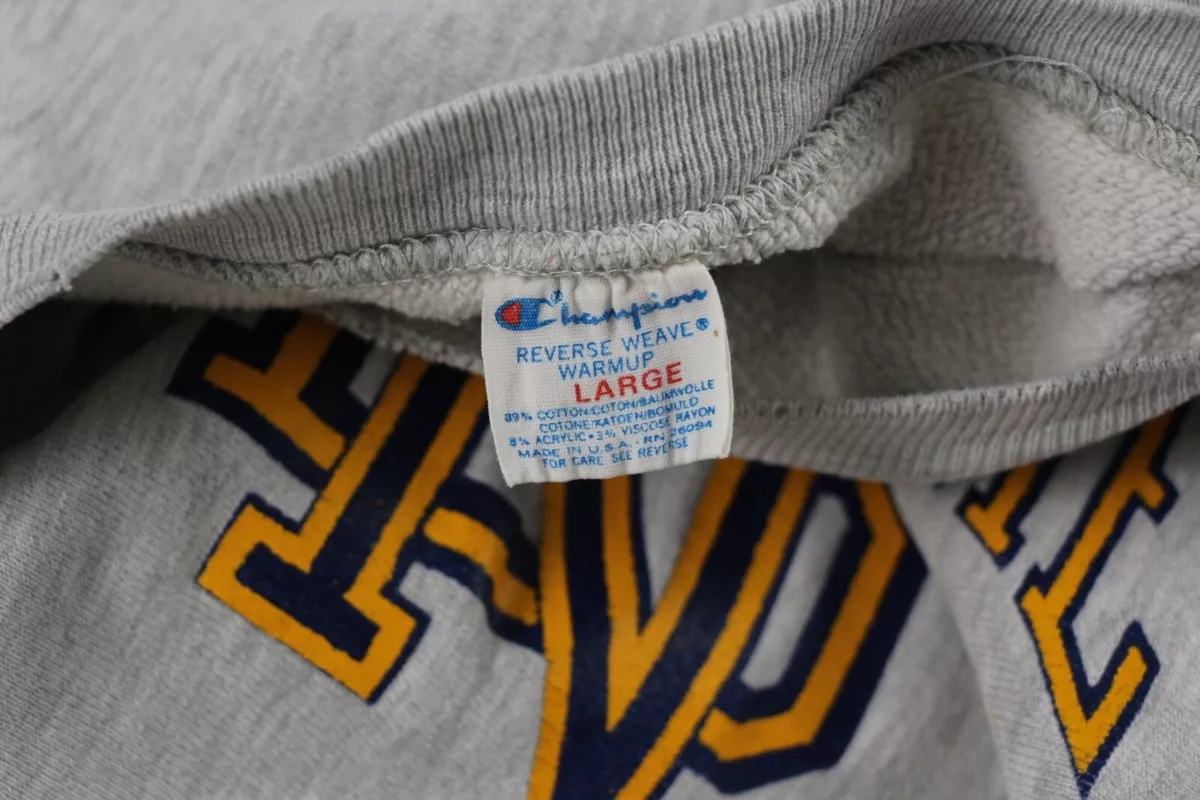 Champion®
REVERSE WEAVE®
WARMUP
LARGE
89% COTTON/COTON/BAUMWOLLE
COTONE/KATOEN/BOMULD
8% ACRYLIC•3% VISCOSE RAYON
MADE IN U.S.A. RN 26094
FOR CARE SEE REVERSE